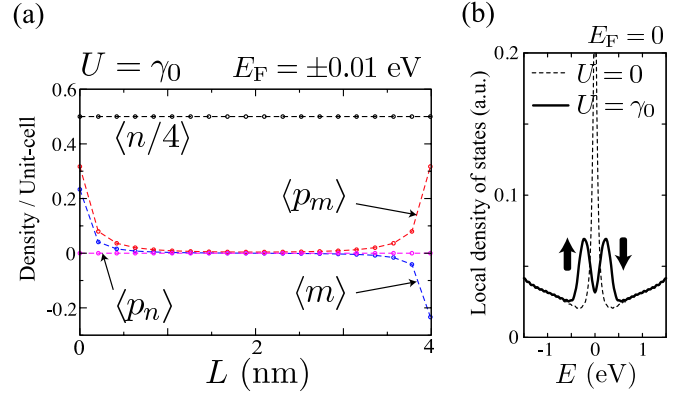 (a)
U = γ₀
E_F = ±0.01 eV
0.6
0.4
0.2
0
-0.2
Density / Unit-cell
⟨n/4⟩
⟨p_m⟩
⟨p_n⟩
⟨m⟩
0
2
4
L (nm)
(b)
E_F = 0
0.2
0.1
0
Local density of states (a.u.)
U = 0
U = γ₀
-1
0
1
E (eV)